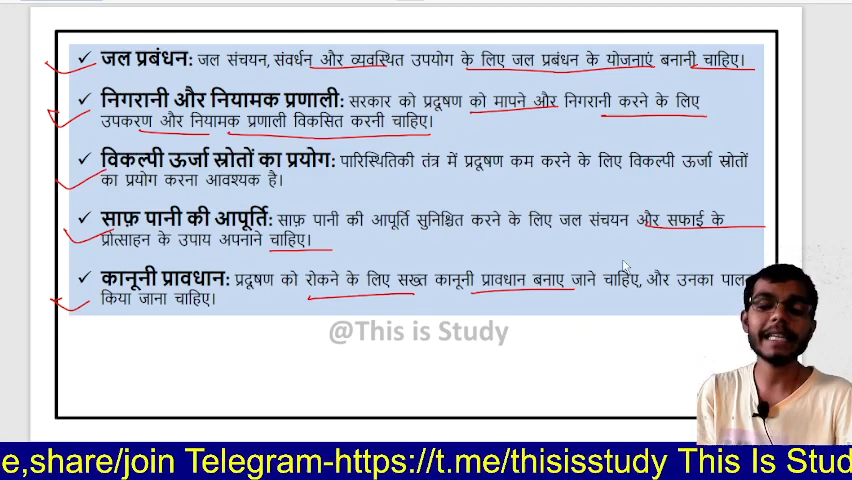 ✓ जल प्रबंधन: जल संचयन, संवर्धन और व्यवस्थित उपयोग के लिए जल प्रबंधन के योजनाएं बनानी चाहिए।
✓ निगरानी और नियामक प्रणाली: सरकार को प्रदूषण को मापने और निगरानी करने के लिए
उपकरण और नियामक प्रणाली विकसित करनी चाहिए।
✓ विकल्पी ऊर्जा स्रोतों का प्रयोग: पारिस्थितिकी तंत्र में प्रदूषण कम करने के लिए विकल्पी ऊर्जा स्रोतों
का प्रयोग करना आवश्यक है।
✓ साफ़ पानी की आपूर्ति: साफ़ पानी की आपूर्ति सुनिश्चित करने के लिए जल संचयन और सफाई के
प्रोत्साहन के उपाय अपनाने चाहिए।
✓ कानूनी प्रावधान: प्रदूषण को रोकने के लिए सख्त कानूनी प्रावधान बनाए जाने चाहिए, और उनका
किया जाना चाहिए।
@This is Study
e,share/join Telegram-https://t.me/thisisstudy This Is Stud